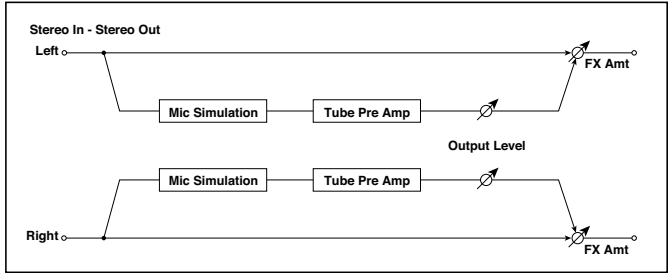 Stereo In - Stereo Out
Left
FX Amt
Mic Simulation
Tube Pre Amp
Output Level
Mic Simulation
Tube Pre Amp
Right
FX Amt